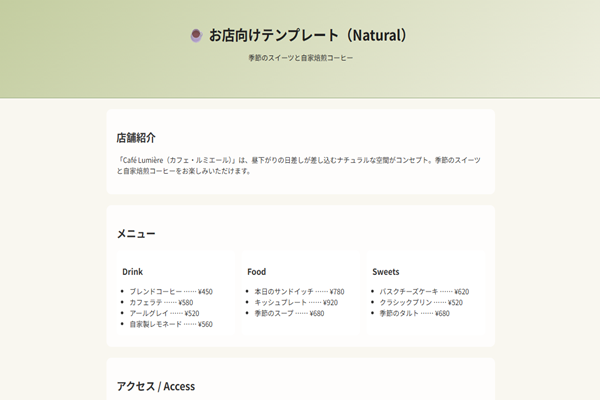 お店向けテンプレート（Natural）
季節のスイーツと自家焙煎コーヒー
店舗紹介
「Café Lumière（カフェ・ルミエール）」は、昼下がりの日差しが差し込むナチュラルな空間がコンセプト。季節のスイーツ
と自家焙煎コーヒーをお楽しみいただけます。
メニュー
Drink
ブレンドコーヒー …… ¥450
カフェラテ …… ¥580
アールグレイ …… ¥520
自家製レモネード …… ¥560
Food
本日のサンドイッチ …… ¥780
キッシュプレート …… ¥920
季節のスープ …… ¥680
Sweets
バスクチーズケーキ …… ¥620
クラシックプリン …… ¥520
季節のタルト …… ¥680
アクセス / Access